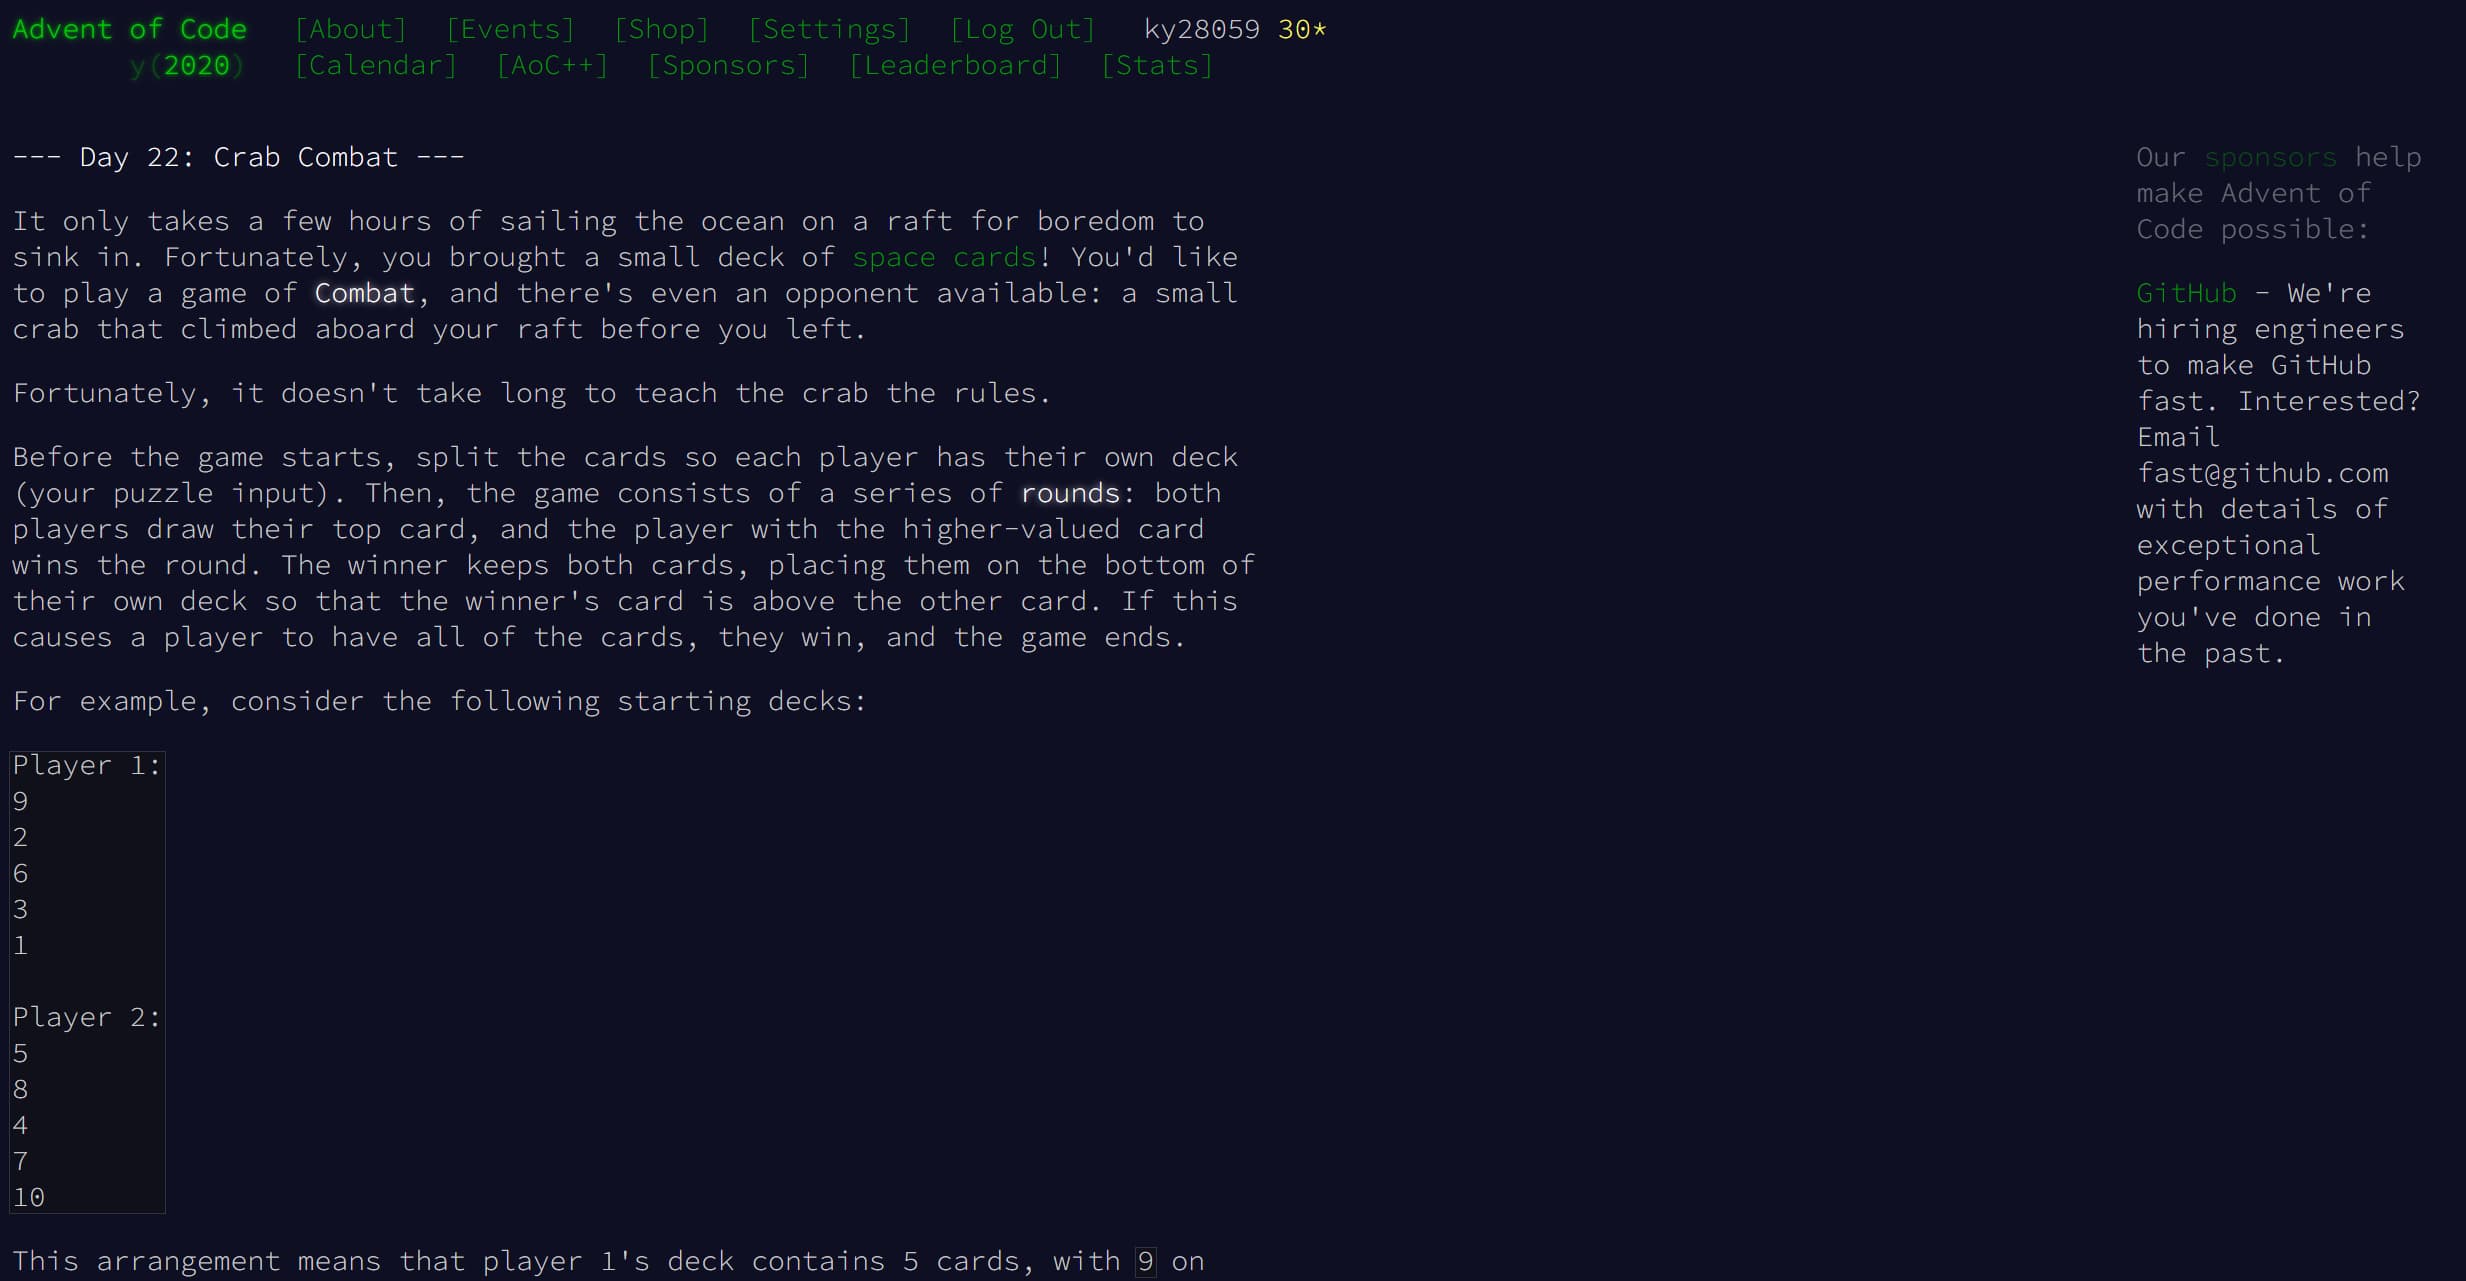 Advent of Code [About] [Events] [Shop] [Settings] [Log Out] ky28059 30*
y(2020) [Calendar] [AoC++] [Sponsors] [Leaderboard] [Stats]
--- Day 22: Crab Combat ---
It only takes a few hours of sailing the ocean on a raft for boredom to
sink in. Fortunately, you brought a small deck of space cards! You'd like
to play a game of Combat, and there's even an opponent available: a small
crab that climbed aboard your raft before you left.
Fortunately, it doesn't take long to teach the crab the rules.
Before the game starts, split the cards so each player has their own deck
(your puzzle input). Then, the game consists of a series of rounds: both
players draw their top card, and the player with the higher-valued card
wins the round. The winner keeps both cards, placing them on the bottom of
their own deck so that the winner's card is above the other card. If this
causes a player to have all of the cards, they win, and the game ends.
For example, consider the following starting decks:
Player 1:
9
2
6
3
1
Player 2:
5
8
4
7
10
This arrangement means that player 1's deck contains 5 cards, with 9 on
Our sponsors help
make Advent of
Code possible:
GitHub - We're
hiring engineers
to make GitHub
fast. Interested?
Email
fast@github.com
with details of
exceptional
performance work
you've done in
the past.